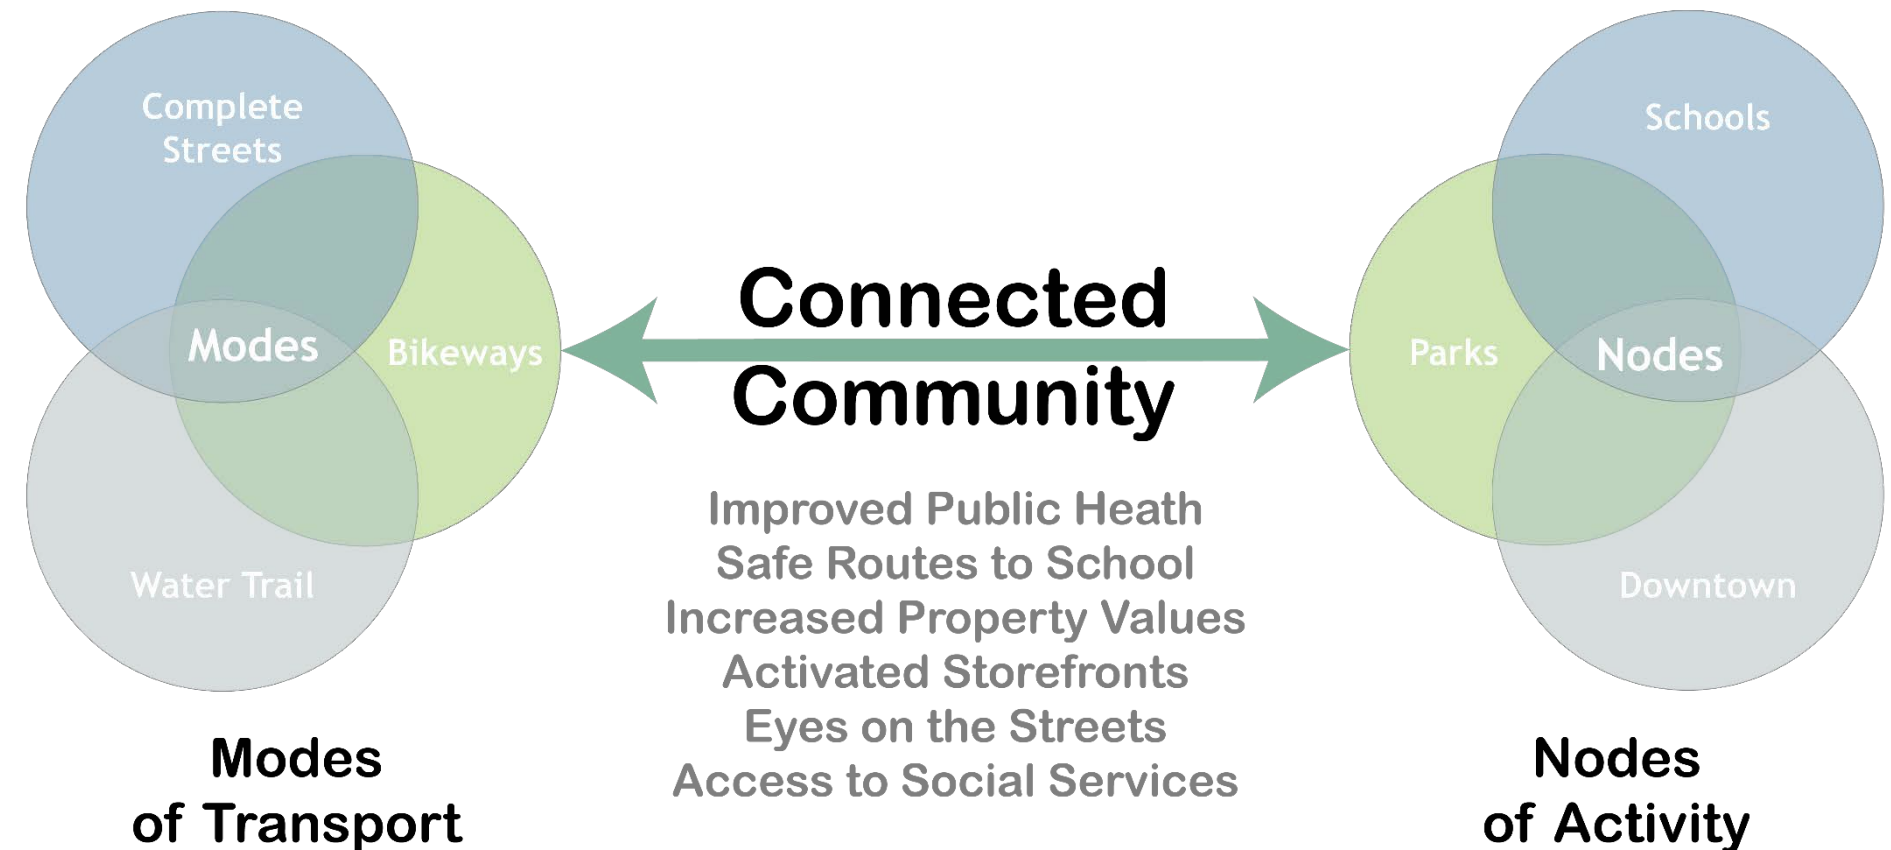 Complete
Streets
Modes
Bikeways
Water Trail
Modes
of Transport
Connected
Community
Improved Public Heath
Safe Routes to School
Increased Property Values
Activated Storefronts
Eyes on the Streets
Access to Social Services
Schools
Parks
Nodes
Downtown
Nodes
of Activity